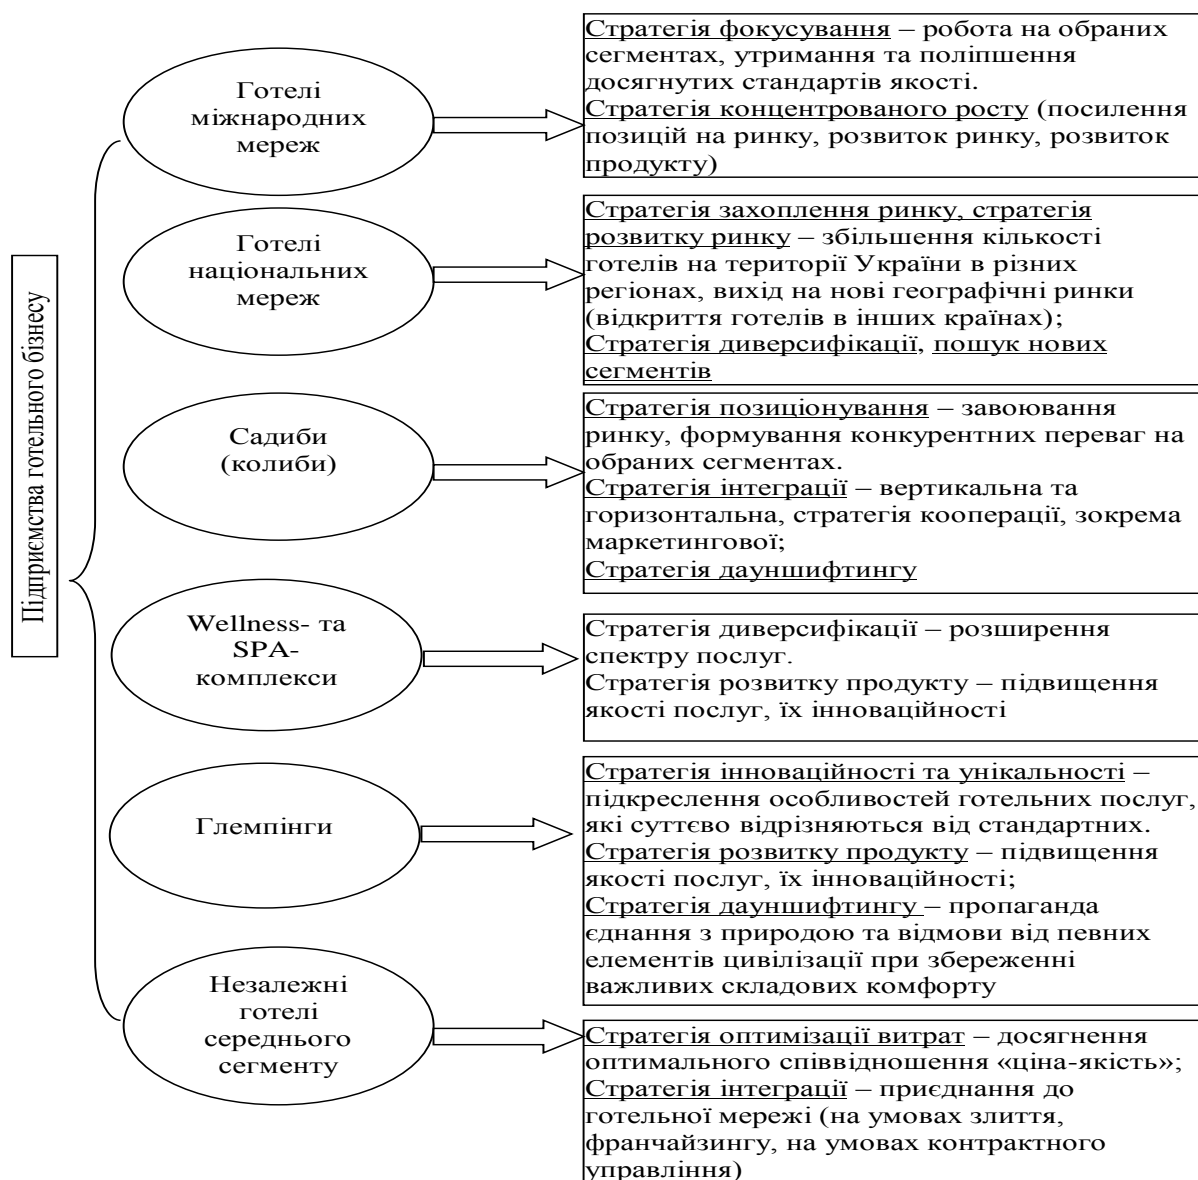 Підприємства готельного бізнесу
Готелі
міжнародних
мереж
Стратегія фокусування – робота на обраних
сегментах, утримання та поліпшення
досягнутих стандартів якості.
Стратегія концентрованого росту (посилення
позицій на ринку, розвиток ринку, розвиток
продукту)
Готелі
національних
мереж
Стратегія захоплення ринку, стратегія
розвитку ринку – збільшення кількості
готелів на території України в різних
регіонах, вихід на нові географічні ринки
(відкриття готелів в інших країнах);
Стратегія диверсифікації, пошук нових
сегментів
Садиби
(колиби)
Стратегія позиціонування – завоювання
ринку, формування конкурентних переваг на
обраних сегментах.
Стратегія інтеграції – вертикальна та
горизонтальна, стратегія кооперації, зокрема
маркетингової;
Стратегія дауншифтингу
Wellness- та
SPA-
комплекси
Стратегія диверсифікації – розширення
спектру послуг.
Стратегія розвитку продукту – підвищення
якості послуг, їх інноваційності
Глемпінги
Стратегія інноваційності та унікальності –
підкреслення особливостей готельних послуг,
які суттєво відрізняються від стандартних.
Стратегія розвитку продукту – підвищення
якості послуг, їх інноваційності;
Стратегія дауншифтингу – пропаганда
єднання з природою та відмови від певних
елементів цивілізації при збереженні
важливих складових комфорту
Незалежні
готелі
середнього
сегменту
Стратегія оптимізації витрат – досягнення
оптимального співвідношення «ціна-якість»;
Стратегія інтеграції – приєднання до
готельної мережі (на умовах злиття,
франчайзингу, на умовах контрактного
управління)